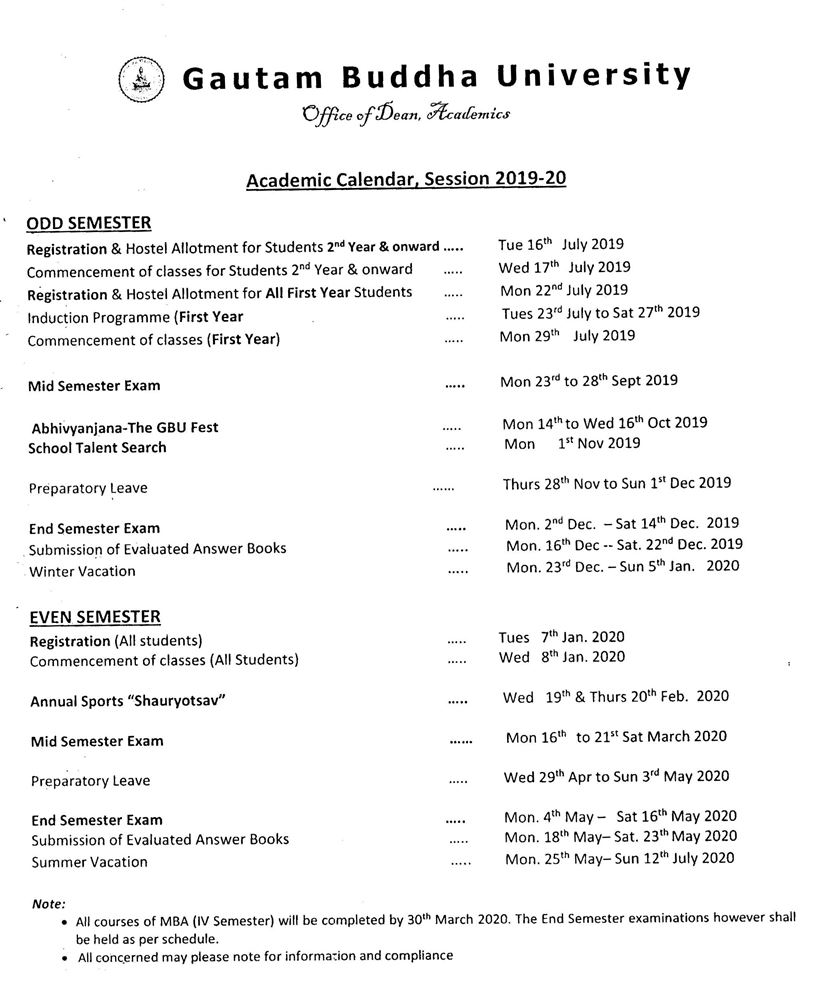 Gautam Buddha University
Office of Dean, Academics
Academic Calendar, Session 2019-20
ODD SEMESTER
Registration & Hostel Allotment for Students 2nd Year & onward ..... Tue 16th July 2019
Commencement of classes for Students 2nd Year & onward ..... Wed 17th July 2019
Registration & Hostel Allotment for All First Year Students ..... Mon 22nd July 2019
Induction Programme (First Year ..... Tues 23rd July to Sat 27th 2019
Commencement of classes (First Year) ..... Mon 29th July 2019
Mid Semester Exam ..... Mon 23rd to 28th Sept 2019
Abhivyanjana-The GBU Fest ..... Mon 14th to Wed 16th Oct 2019
School Talent Search ..... Mon 1st Nov 2019
Preparatory Leave ...... Thurs 28th Nov to Sun 1st Dec 2019
End Semester Exam ..... Mon. 2nd Dec. – Sat 14th Dec. 2019
Submission of Evaluated Answer Books ..... Mon. 16th Dec -- Sat. 22nd Dec. 2019
Winter Vacation ..... Mon. 23rd Dec. – Sun 5th Jan. 2020
EVEN SEMESTER
Registration (All students) ..... Tues 7th Jan. 2020
Commencement of classes (All Students) ..... Wed 8th Jan. 2020
Annual Sports “Shauryotsav” ..... Wed 19th & Thurs 20th Feb. 2020
Mid Semester Exam ...... Mon 16th to 21st Sat March 2020
Preparatory Leave ..... Wed 29th Apr to Sun 3rd May 2020
End Semester Exam ..... Mon. 4th May – Sat 16th May 2020
Submission of Evaluated Answer Books ..... Mon. 18th May– Sat. 23th May 2020
Summer Vacation ..... Mon. 25th May– Sun 12th July 2020
Note:
• All courses of MBA (IV Semester) will be completed by 30th March 2020. The End Semester examinations however shall
be held as per schedule.
• All concerned may please note for information and compliance